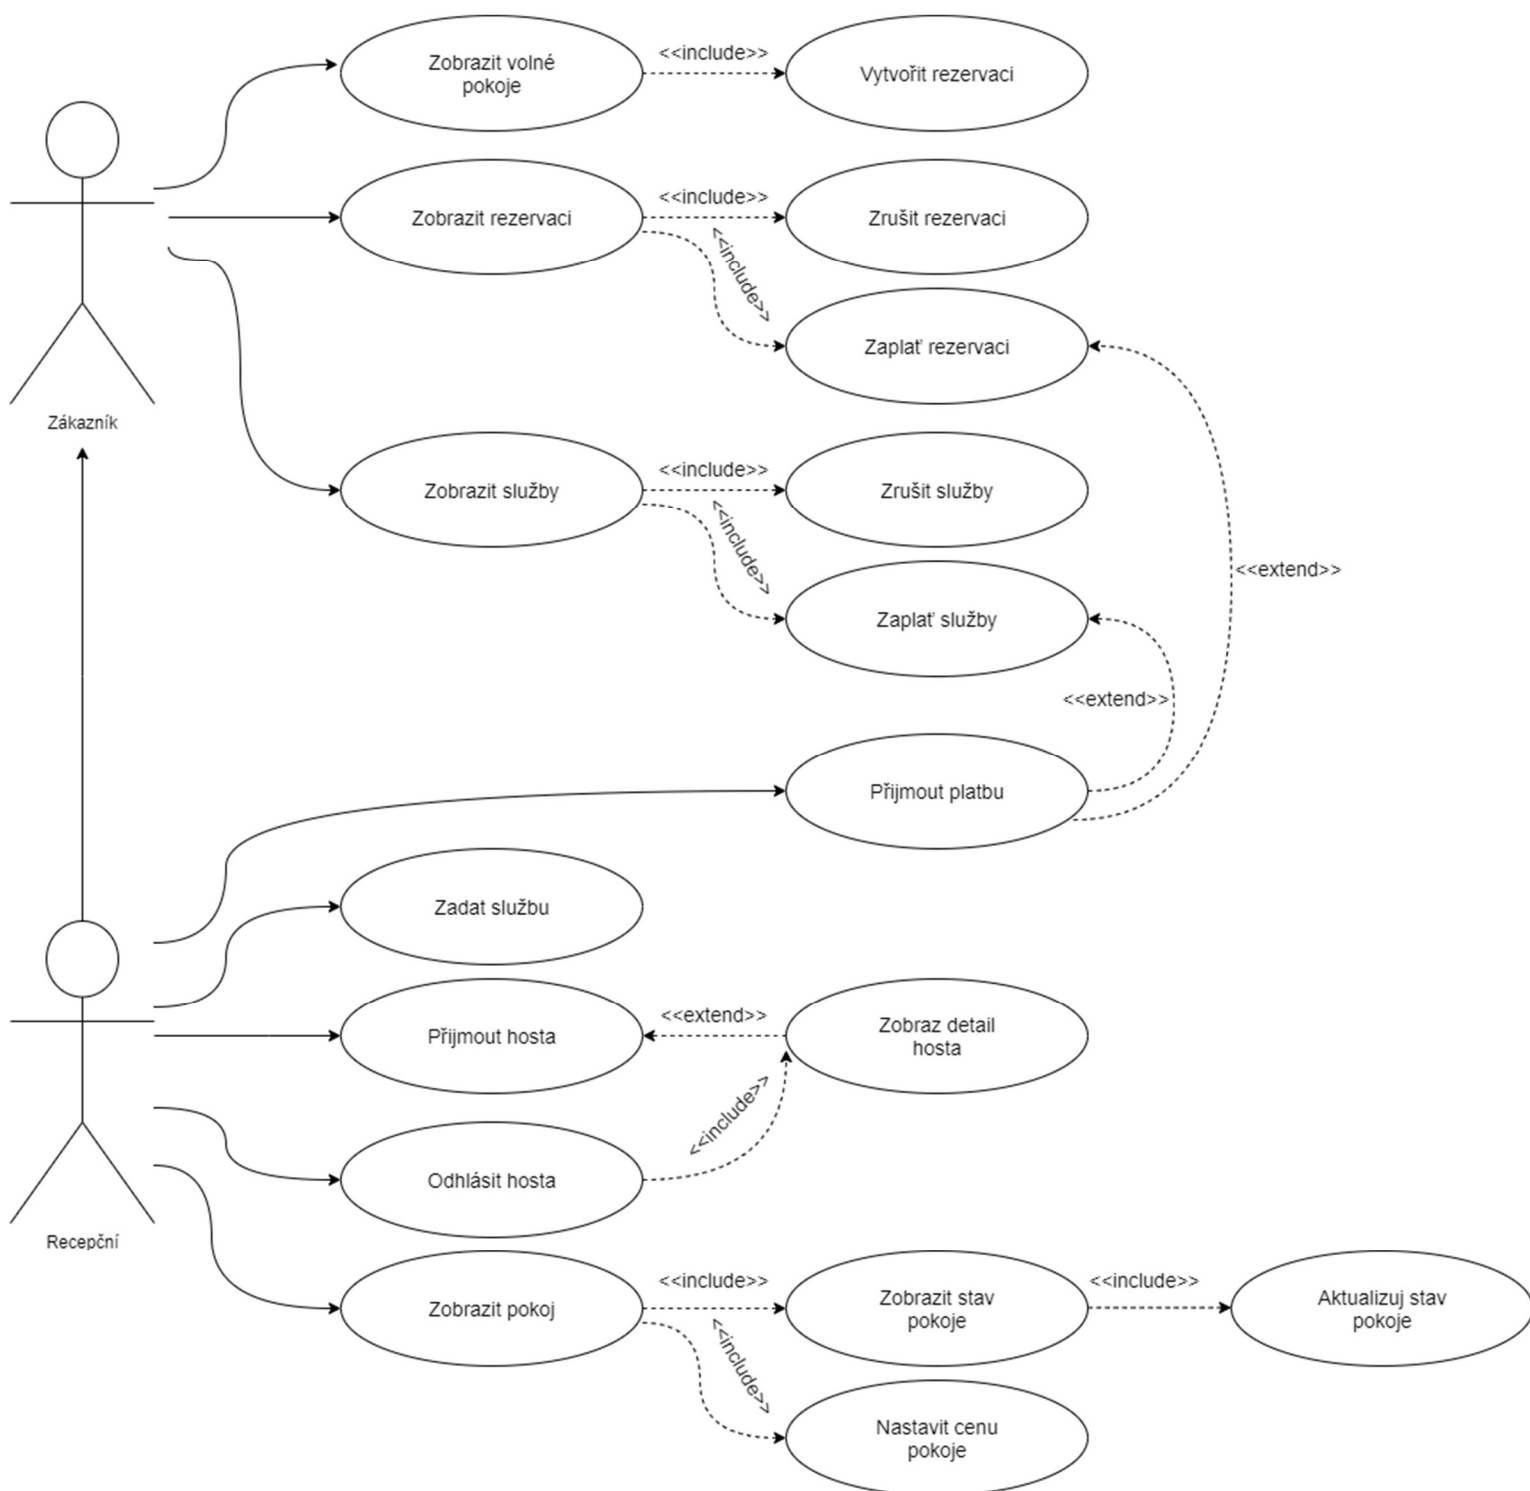 Zobrazit volné
pokoje
<<include>>
Vytvořit rezervaci
Zobrazit rezervaci
<<include>>
Zrušit rezervaci
<<include>>
Zaplať rezervaci
Zákazník
Zobrazit služby
<<include>>
Zrušit služby
<<include>>
Zaplať služby
<<extend>>
<<extend>>
Přijmout platbu
Zadat službu
Přijmout hosta
<<extend>>
Zobraz detail
hosta
<<include>>
Odhlásit hosta
Recepční
Zobrazit pokoj
<<include>>
Zobrazit stav
pokoje
<<include>>
Aktualizuj stav
pokoje
<<include>>
Nastavit cenu
pokoje